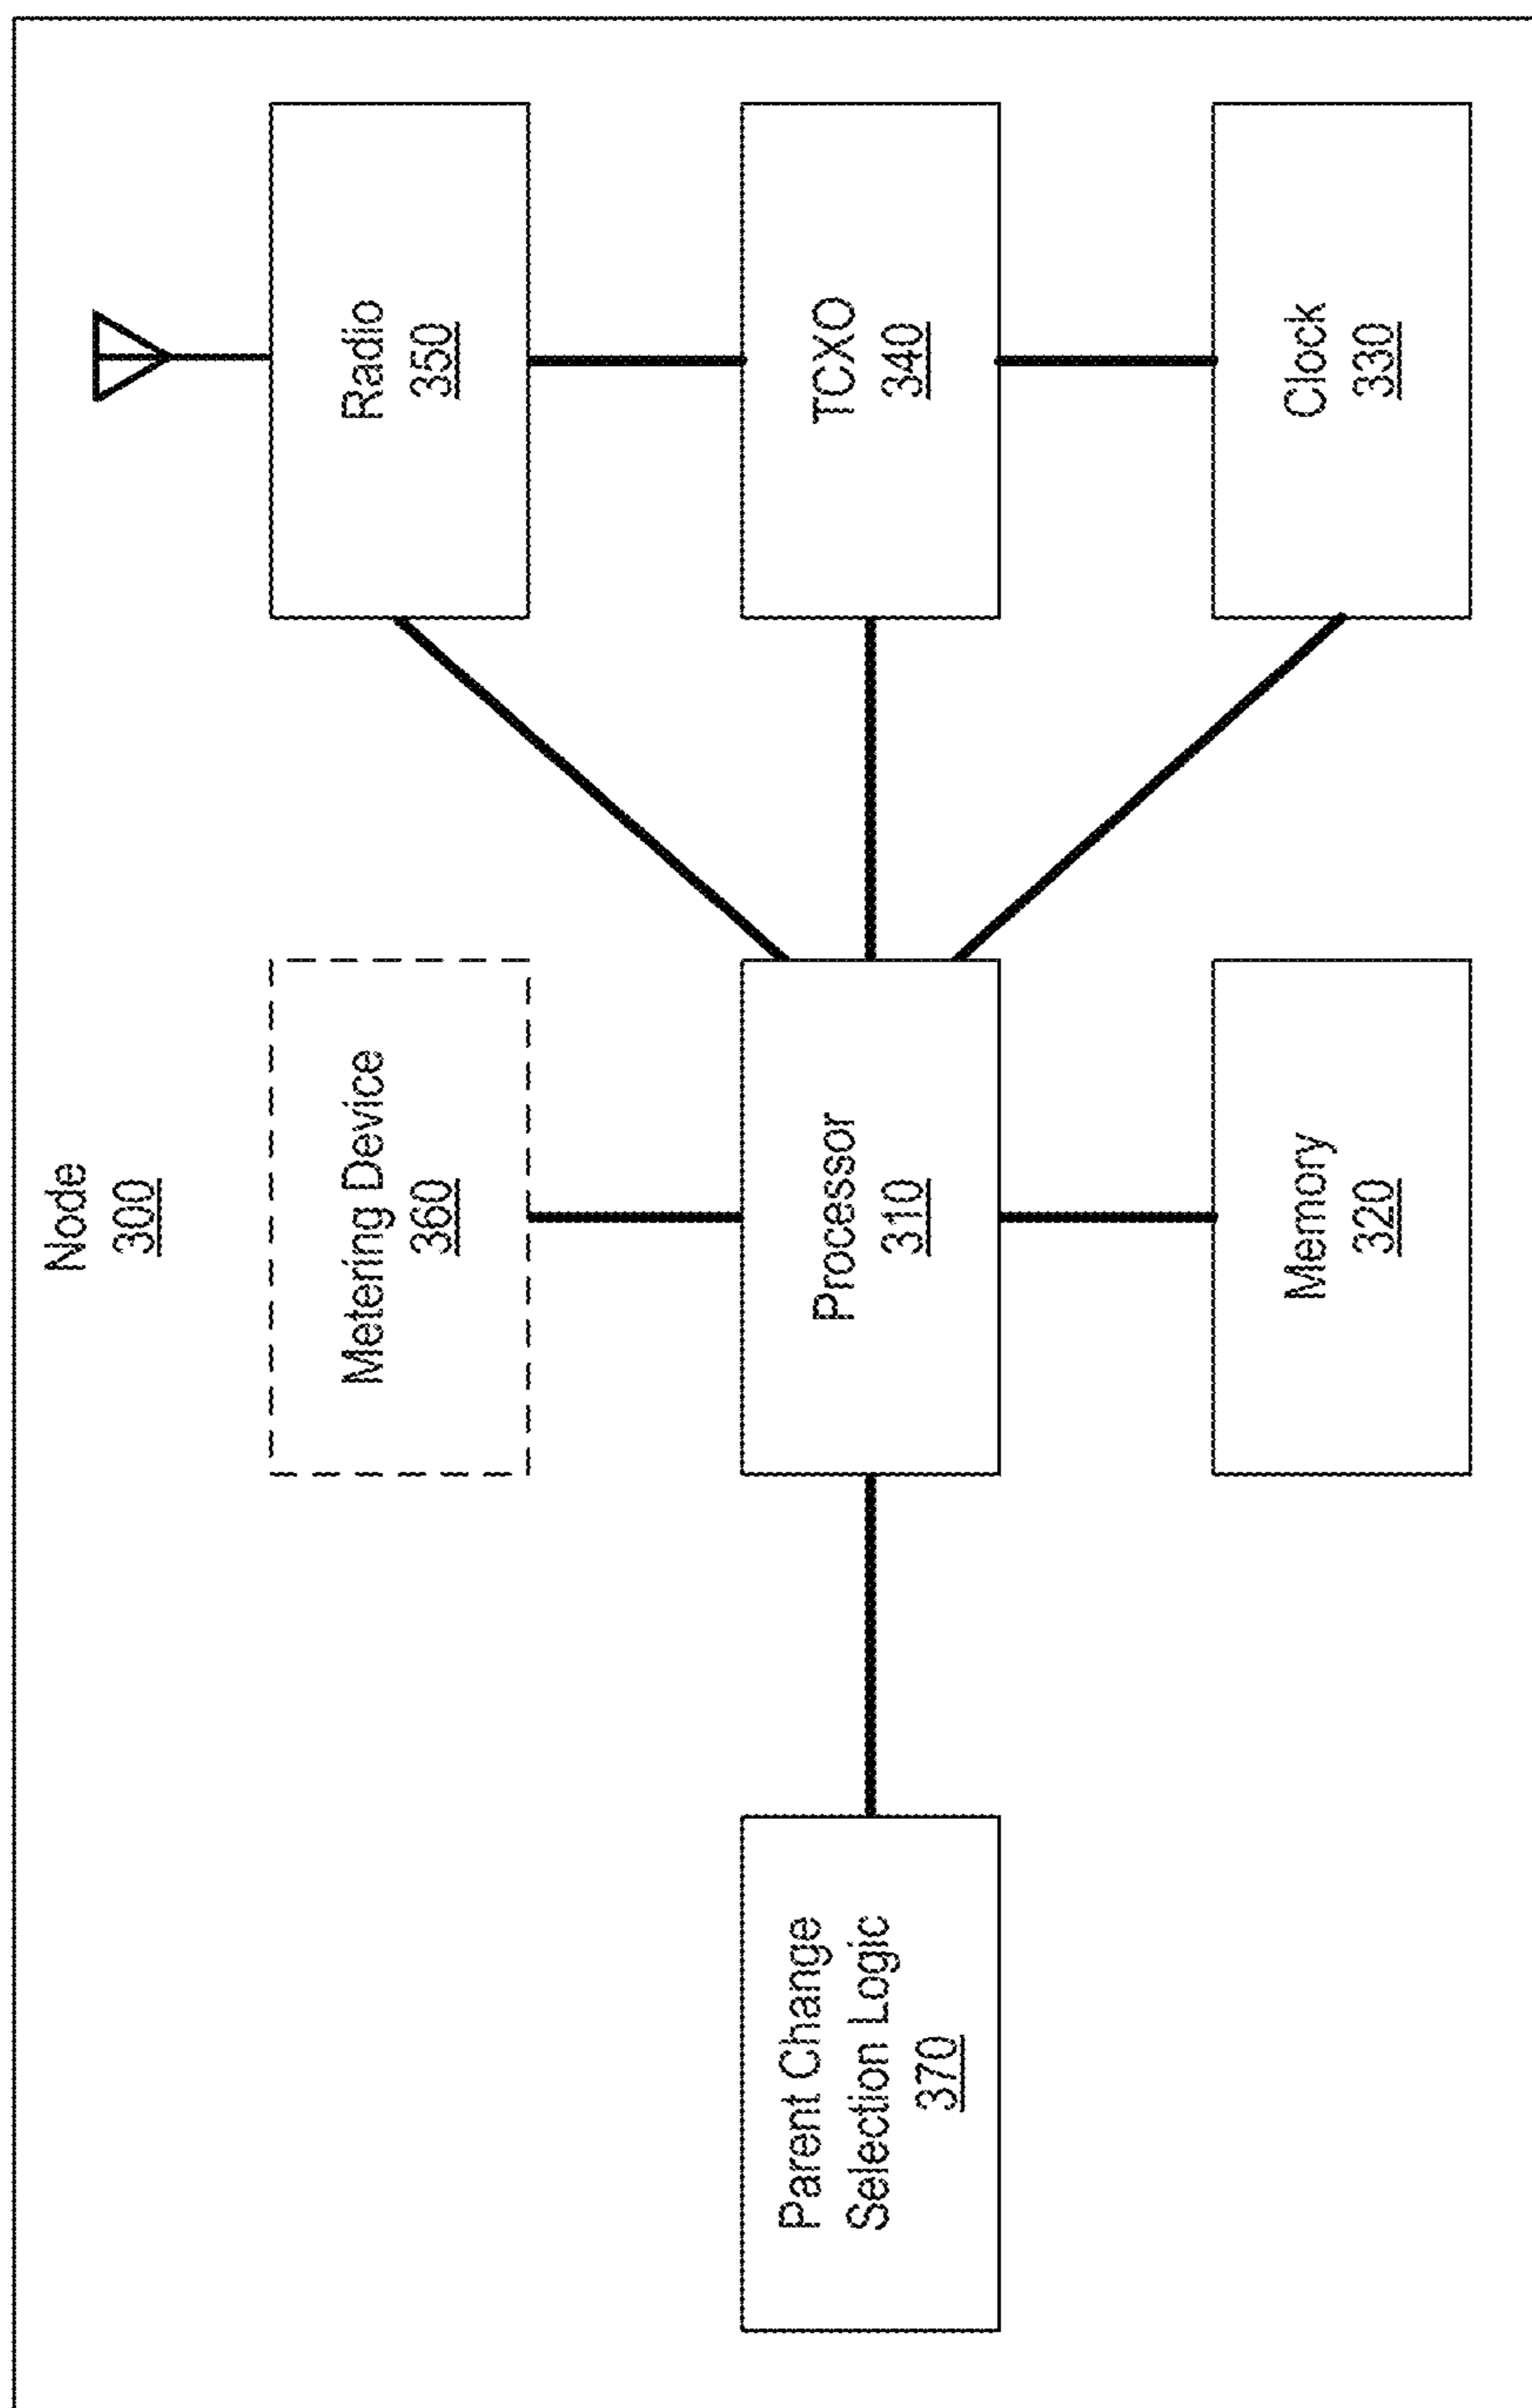 Node
300
Metering Device
360
Radio
350
Parent Change
Selection Logic
370
Processor
310
TCXO
340
Memory
320
Clock
330